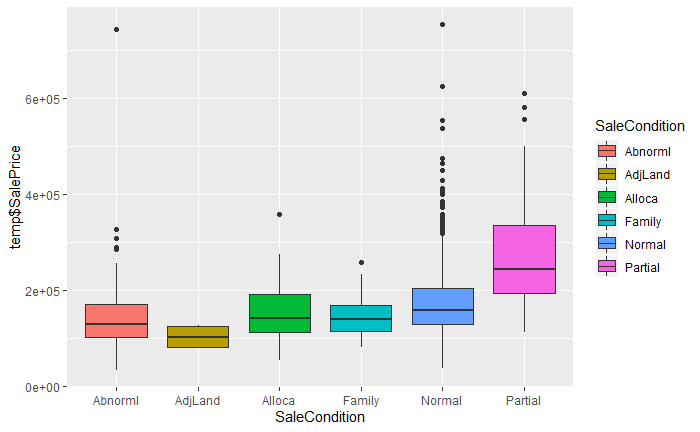 temp$SalePrice
6e+05
4e+05
2e+05
0e+00
Abnorml AdjLand Alloca Family Normal Partial
SaleCondition
SaleCondition
Abnorml
AdjLand
Alloca
Family
Normal
Partial